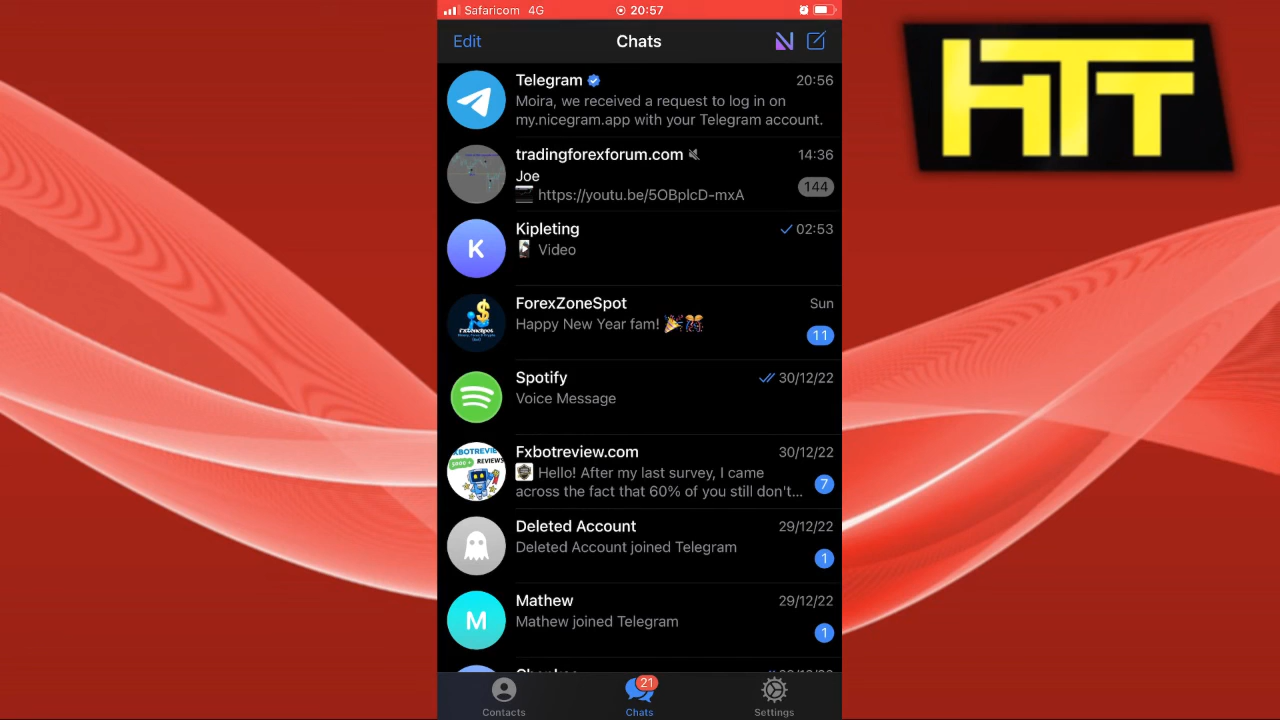 Safaricom 4G 20:57
HTT
Edit Chats
Telegram 20:56
Moira, we received a request to log in on
my.nicegram.app with your Telegram account.
tradingforexforum.com 14:36
Joe
https://youtu.be/5OBplcD-mxA 144
K
Kipleting 02:53
Video
ForexZoneSpot Sun
Happy New Year fam!
11
Spotify 30/12/22
Voice Message
Fxbotreview.com 30/12/22
Hello! After my last survey, I came
across the fact that 60% of you still don't... 7
Deleted Account 29/12/22
Deleted Account joined Telegram
1
M
Mathew 29/12/22
Mathew joined Telegram
1
21
Contacts Chats Settings